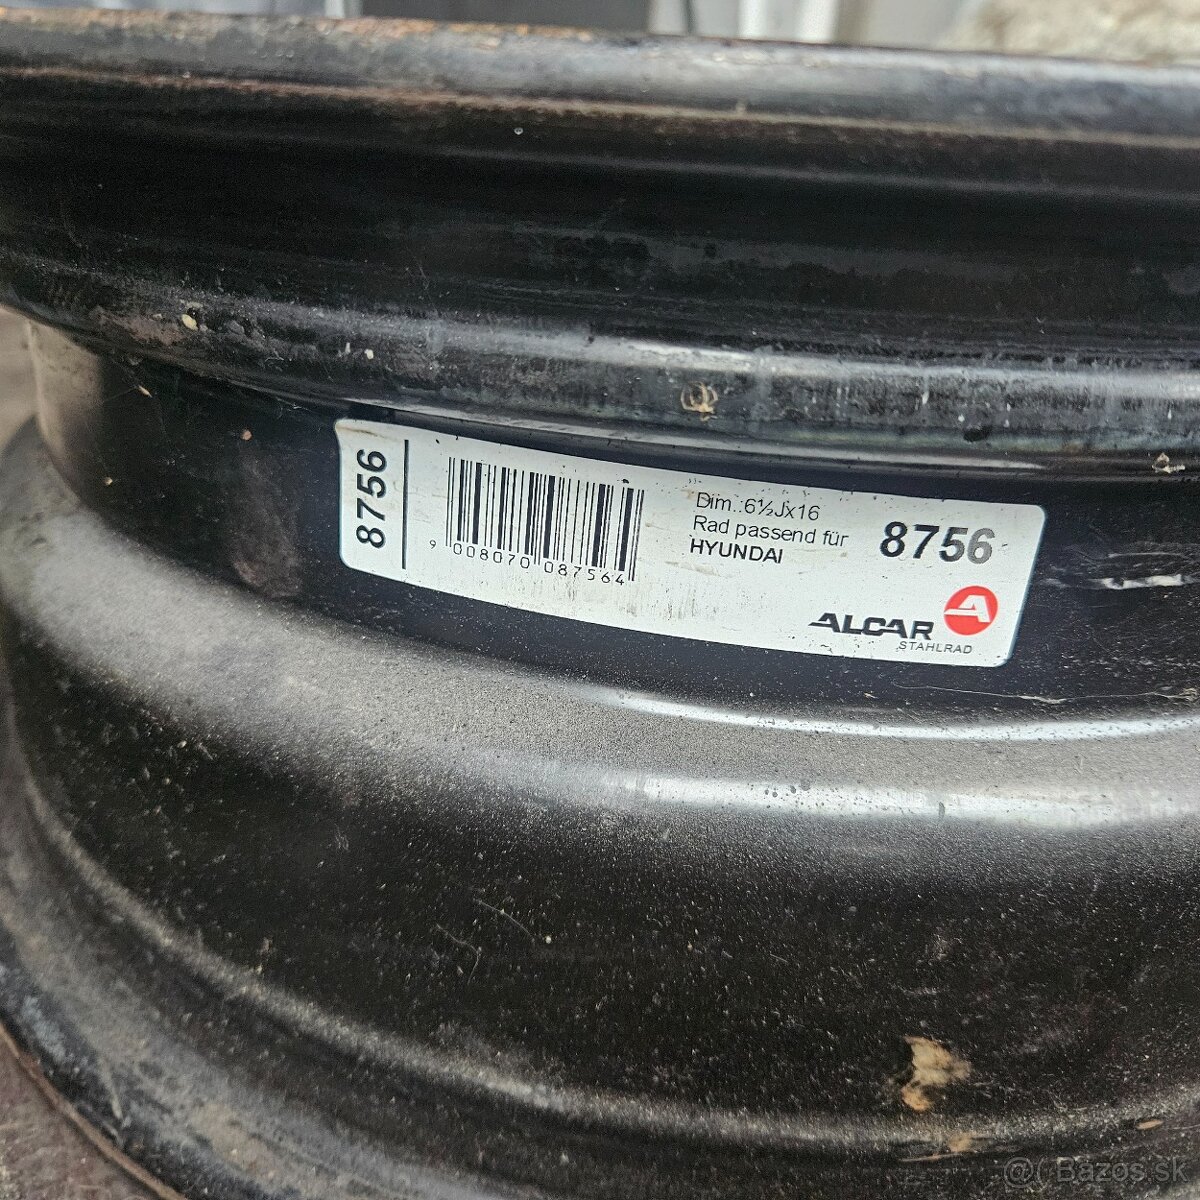 8756
9 008070 087564
Dim.:6½Jx16
Rad passend für
HYUNDAI
8756
ALCAR
STAHLRAD
Bazos.sk